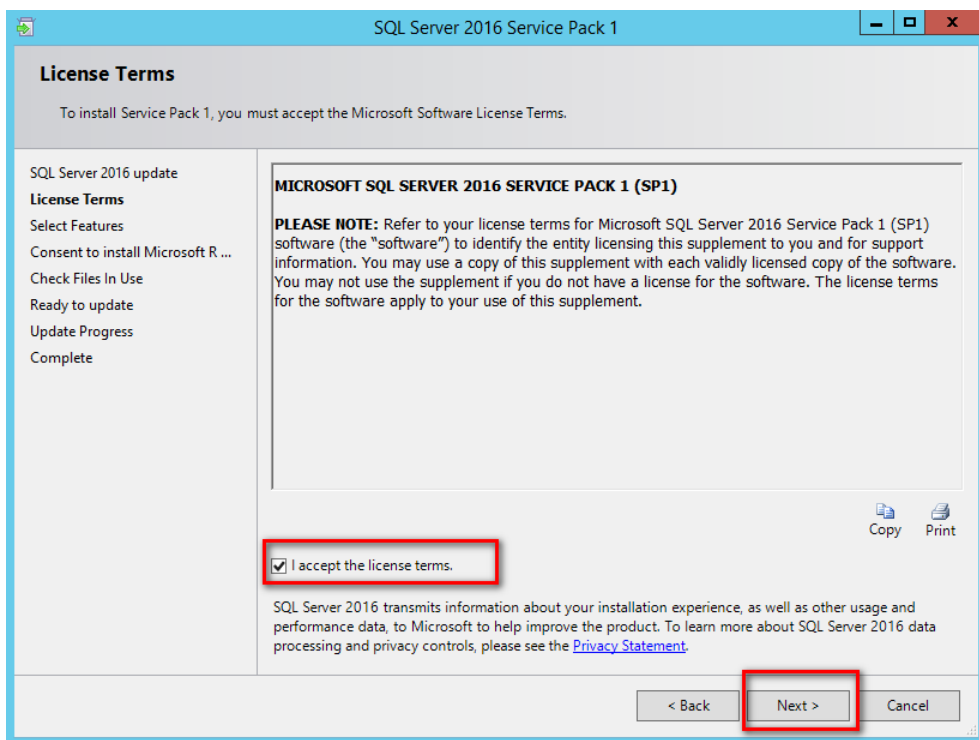 SQL Server 2016 Service Pack 1
License Terms
To install Service Pack 1, you must accept the Microsoft Software License Terms.
SQL Server 2016 update
License Terms
Select Features
Consent to install Microsoft R ...
Check Files In Use
Ready to update
Update Progress
Complete
MICROSOFT SQL SERVER 2016 SERVICE PACK 1 (SP1)
PLEASE NOTE: Refer to your license terms for Microsoft SQL Server 2016 Service Pack 1 (SP1)
software (the “software”) to identify the entity licensing this supplement to you and for support
information. You may use a copy of this supplement with each validly licensed copy of the software.
You may not use the supplement if you do not have a license for the software. The license terms
for the software apply to your use of this supplement.
Copy Print
I accept the license terms.
SQL Server 2016 transmits information about your installation experience, as well as other usage and
performance data, to Microsoft to help improve the product. To learn more about SQL Server 2016 data
processing and privacy controls, please see the Privacy Statement.
< Back Next > Cancel